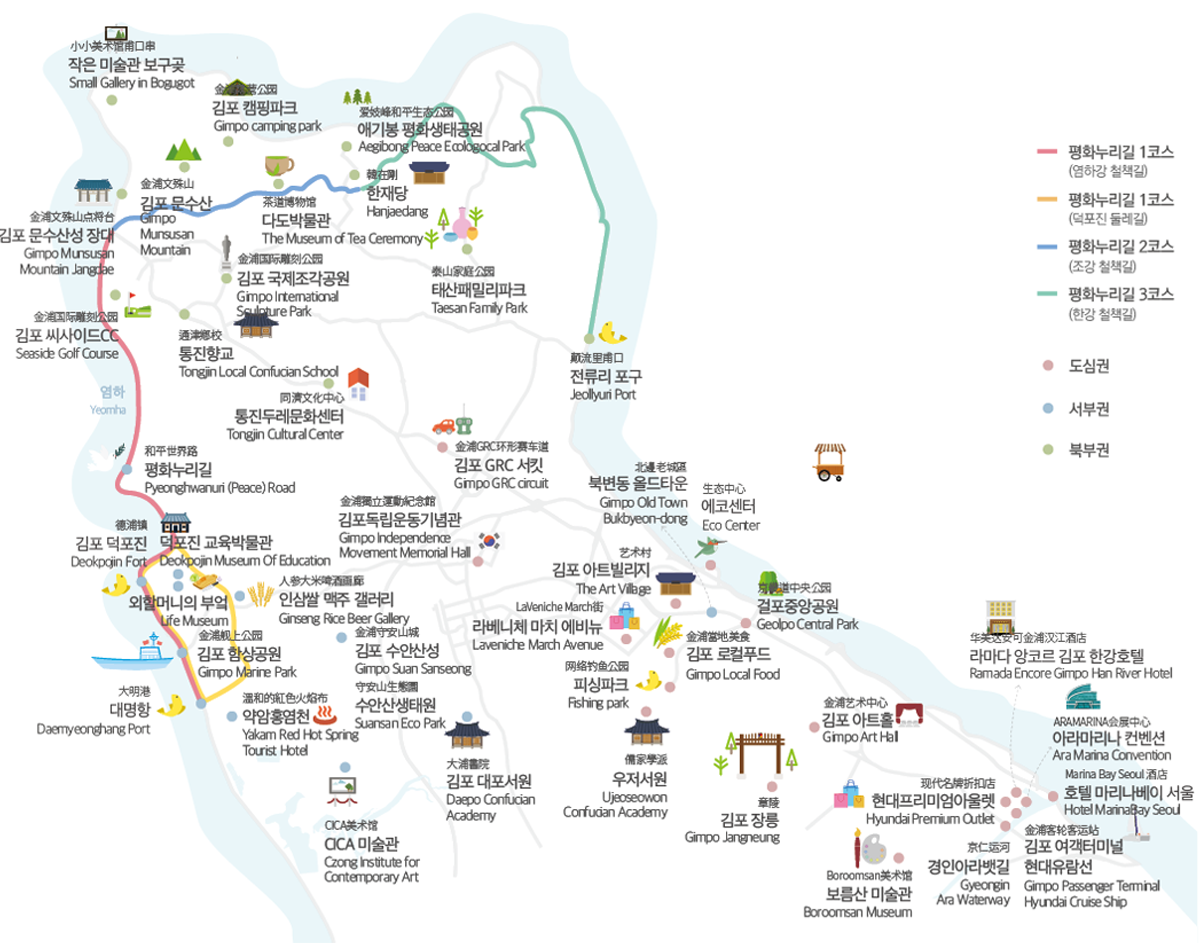 小小美术馆甫口串
작은 미술관 보구곶
Small Gallery in Bogugot
김포 캠핑파크
Gimpo camping park
爱妓峰和平生态公园
애기봉 평화생태공원
Aegibong Peace Ecologocal Park
金浦文殊山
김포 문수산
Gimpo
Munsusan
Mountain
茶道博物馆
다도박물관
The Museum of Tea Ceremony
韓在剛
한재당
Hanjaedang
金浦文殊山点将台
김포 문수산성 장대
Gimpo Munsusan
Mountain Jangdae
金浦国际雕刻公园
김포 국제조각공원
Gimpo International
Sculpture Park
泰山家庭公园
태산패밀리파크
Taesan Family Park
金浦国际雕刻公园
김포 씨사이드CC
Seaside Golf Course
通津鄕校
통진향교
Tongjin Local Confucian School
颠流里甫口
전류리 포구
Jeollyuri Port
염하
Yeomha
同濟文化中心
통진두레문화센터
Tongjin Cultural Center
和平世界路
평화누리길
Pyeonghwanuri (Peace) Road
金浦GRC环形赛车道
김포 GRC 서킷
Gimpo GRC circuit
北邊老城區
북변동 올드타운
Gimpo Old Town
Bukbyeon-dong
生态中心
에코센터
Eco Center
德浦镇
김포 덕포진
Deokpojin Fort
덕포진 교육박물관
Deokpojin Museum Of Education
金浦獨立運動紀念館
김포독립운동기념관
Gimpo Independence
Movement Memorial Hall
艺术村
김포 아트빌리지
The Art Village
외할머니의 부엌
Life Museum
人参大米啤酒画廊
인삼쌀 맥주 갤러리
Ginseng Rice Beer Gallery
LaVeniche March街
라베니체 마치 에비뉴
Laveniche March Avenue
걸포중앙공원
Geolpo Central Park
金浦舰上公园
김포 함상공원
Gimpo Marine Park
金浦守安山城
김포 수안산성
Gimpo Suan Sanseong
金浦當地美食
김포 로컬푸드
Gimpo Local Food
华美达安可金浦汉江酒店
라마다 앙코르 김포 한강호텔
Ramada Encore Gimpo Han River Hotel
大明港
대명항
Daemyeonghang Port
溫和的紅色火焰布
약암홍염천
Yakam Red Hot Spring
Tourist Hotel
守安山生態園
수안산생태원
Suansan Eco Park
网络钓鱼公园
피싱파크
Fishing park
金浦艺术中心
김포 아트홀
Gimpo Art Hall
ARAMARINA会展中心
아라마리나 컨벤션
Ara Marina Convention
大浦書院
김포 대포서원
Daepo Confucian
Academy
儒家學派
우저서원
Ujeoseowon
Confucian Academy
章陵
김포 장릉
Gimpo Jangneung
现代名牌折扣店
현대프리미엄아울렛
Hyundai Premium Outlet
Marina Bay Seoul 酒店
호텔 마리나베이 서울
Hotel MarinaBay Seoul
CICA美术馆
CICA 미술관
Czong Institute for
Contemporary Art
Boroomsan美术馆
보름산 미술관
Boroomsan Museum
京仁运河
경인아라뱃길
Gyeongin
Ara Waterway
金浦客轮客运站
김포 여객터미널
현대유람선
Gimpo Passenger Terminal
Hyundai Cruise Ship
평화누리길 1코스
(염하강 철책길)
평화누리길 1코스
(덕포진 둘레길)
평화누리길 2코스
(조강 철책길)
평화누리길 3코스
(한강 철책길)
도심권
서부권
북부권